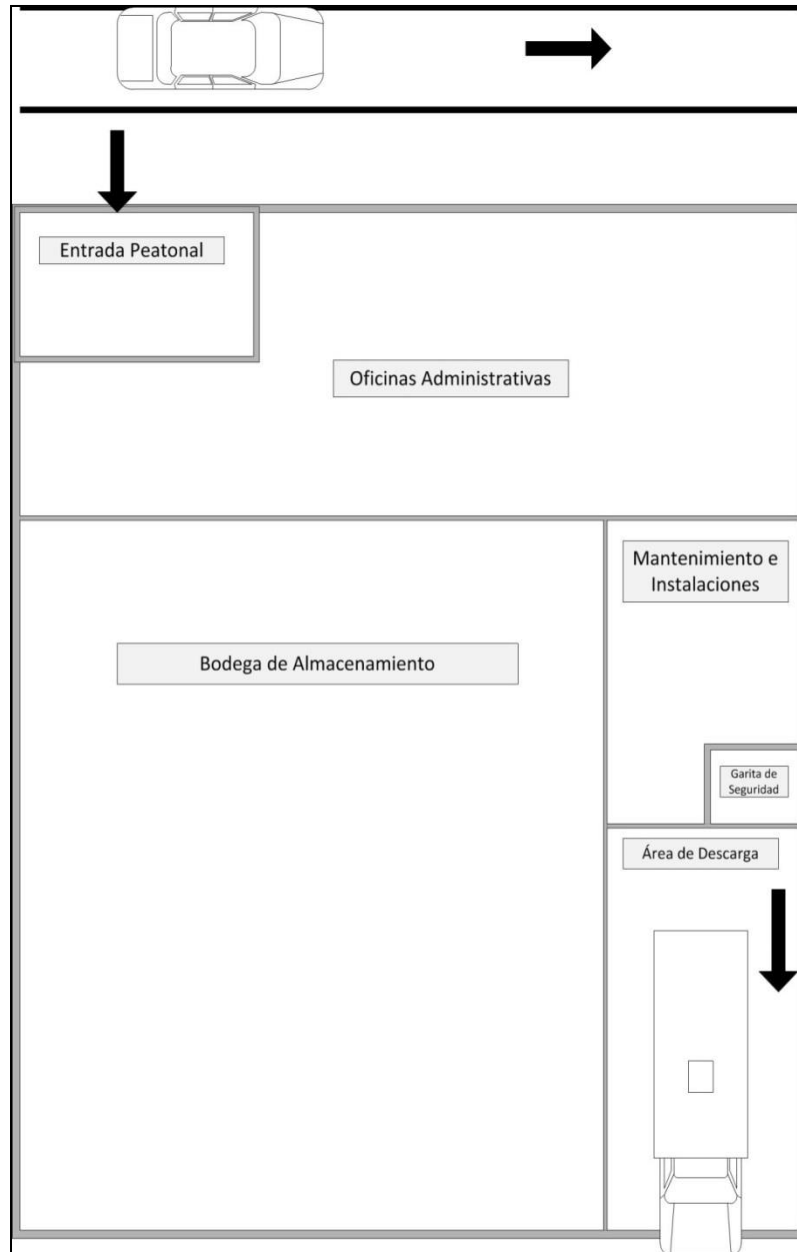 Entrada Peatonal
Oficinas Administrativas
Mantenimiento e
Instalaciones
Bodega de Almacenamiento
Garita de
Seguridad
Área de Descarga